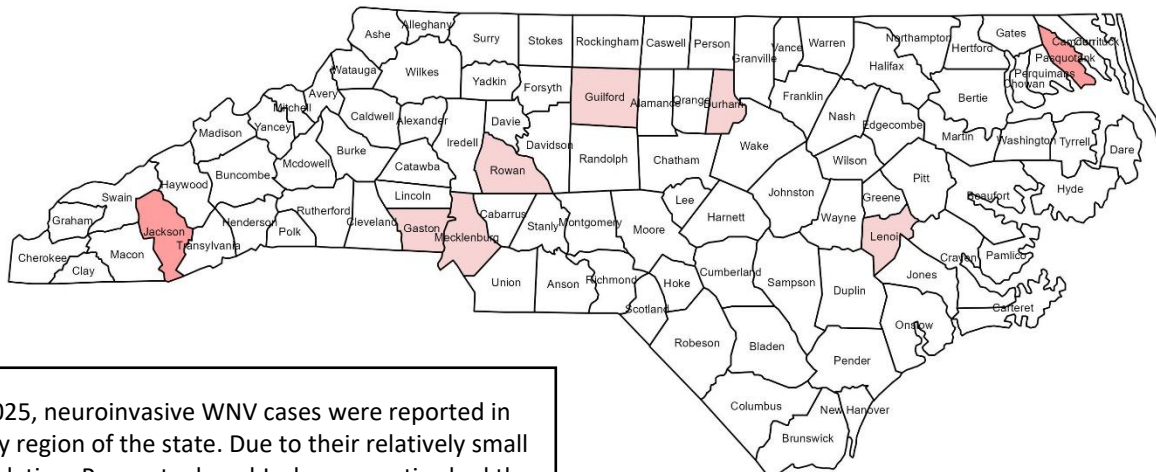 Alleghany
Ashe
Surry
Stokes
Rockingham
Caswell
Person
Vance
Warren
Northampton
Gates
Camden
Currituck
Hertford
Granville
Halifax
Pasquotank
Watauga
Wilkes
Yadkin
Forsyth
Guilford
Alamance
Orange
Durham
Franklin
Perquimans
Chowan
Bertie
Avery
Mitchell
Caldwell
Alexander
Davie
Nash
Edgecombe
Madison
Yancey
Iredell
Davidson
Wake
Martin
Washington
Tyrrell
Dare
Burke
Catawba
Rowan
Randolph
Chatham
Wilson
Mcdowell
Buncombe
Haywood
Swain
Lincoln
Johnston
Greene
Pitt
Beaufort
Hyde
Graham
Jackson
Henderson
Rutherford
Polk
Cleveland
Gaston
Mecklenburg
Cabarrus
Stanly
Montgomery
Moore
Lee
Harnett
Wayne
Lenoir
Cherokee
Macon
Transylvania
Clay
Craven
Pamlico
Union
Anson
Richmond
Hoke
Cumberland
Sampson
Duplin
Jones
Carteret
Scotland
Onslow
Robeson
Bladen
Pender
Columbus
New Hanover
Brunswick
025, neuroinvasive WNV cases were reported in
y region of the state. Due to their relatively small